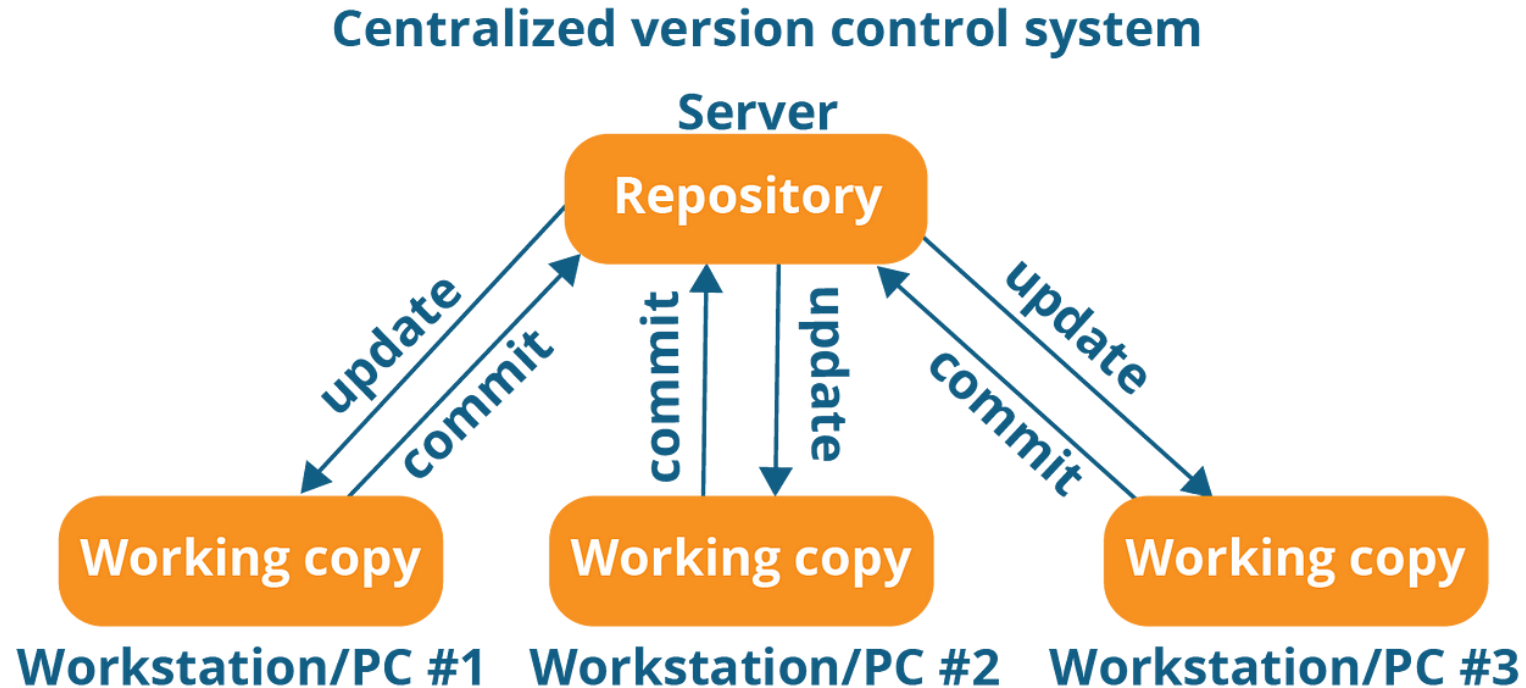 Centralized version control system
Server
Repository
update
commit
commit
update
update
commit
Working copy
Working copy
Working copy
Workstation/PC #1
Workstation/PC #2
Workstation/PC #3